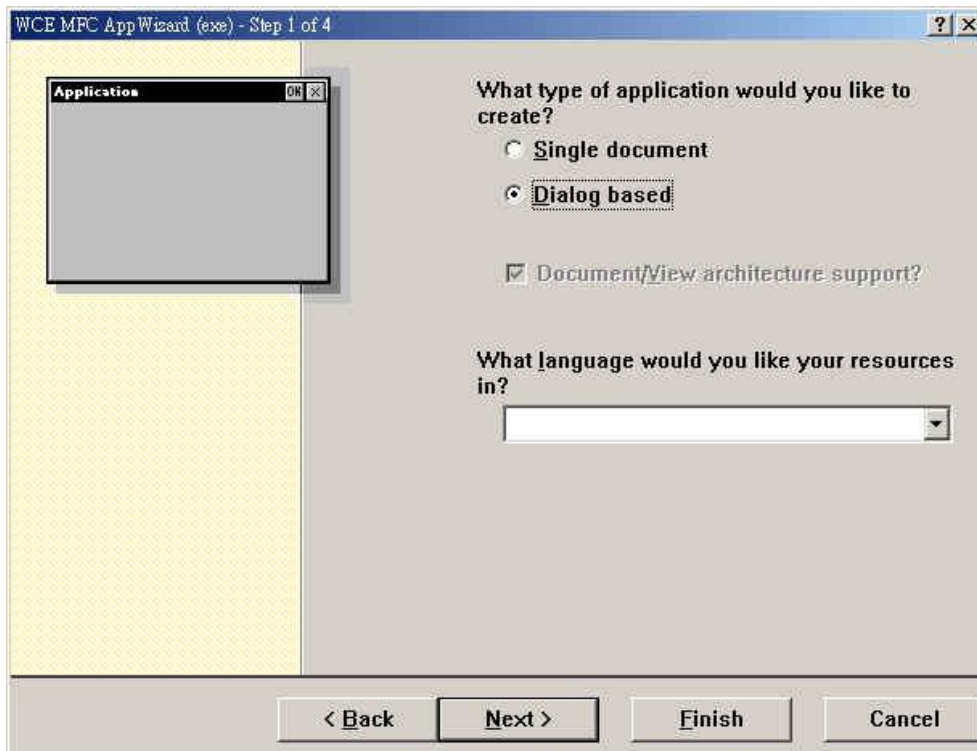 WCE MFC AppWizard (exe) - Step 1 of 4
Application OK
What type of application would you like to
create?
Single document
Dialog based
Document/View architecture support?
What language would you like your resources
in?
< Back Next > Finish Cancel